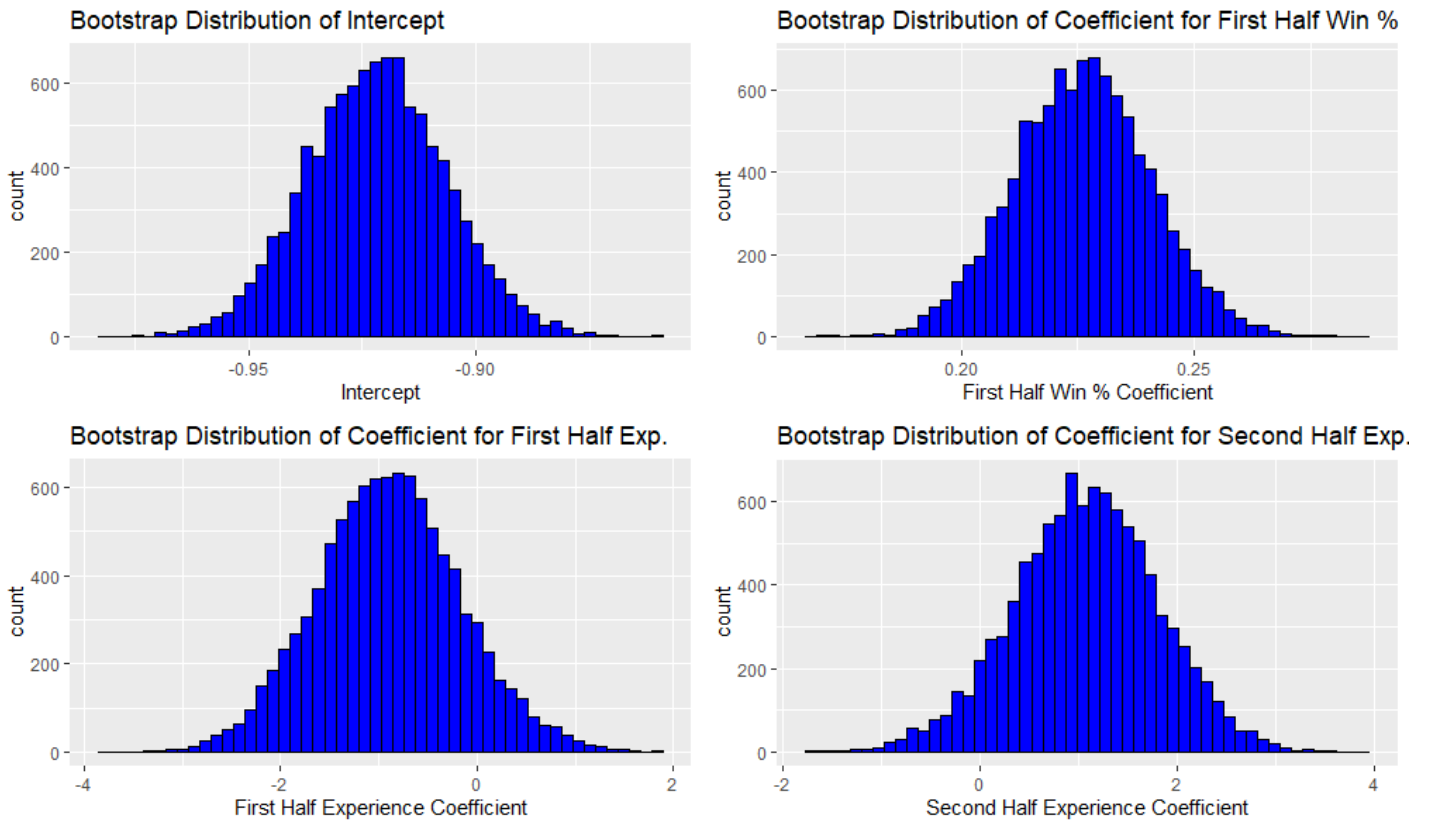 Bootstrap Distribution of Intercept
600
400
200
0
count
-0.95
-0.90
Intercept
Bootstrap Distribution of Coefficient for First Half Win %
600
400
200
0
count
0.20
0.25
First Half Win % Coefficient
Bootstrap Distribution of Coefficient for First Half Exp.
600
400
200
0
count
-4
-2
0
2
First Half Experience Coefficient
Bootstrap Distribution of Coefficient for Second Half Exp.
600
400
200
0
count
-2
0
2
4
Second Half Experience Coefficient